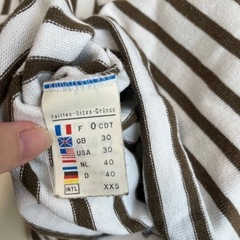 Tailles-Sizes-Grösse
F 0 CDT
GB 30
USA 30
NL 40
D 40
INTL XXS